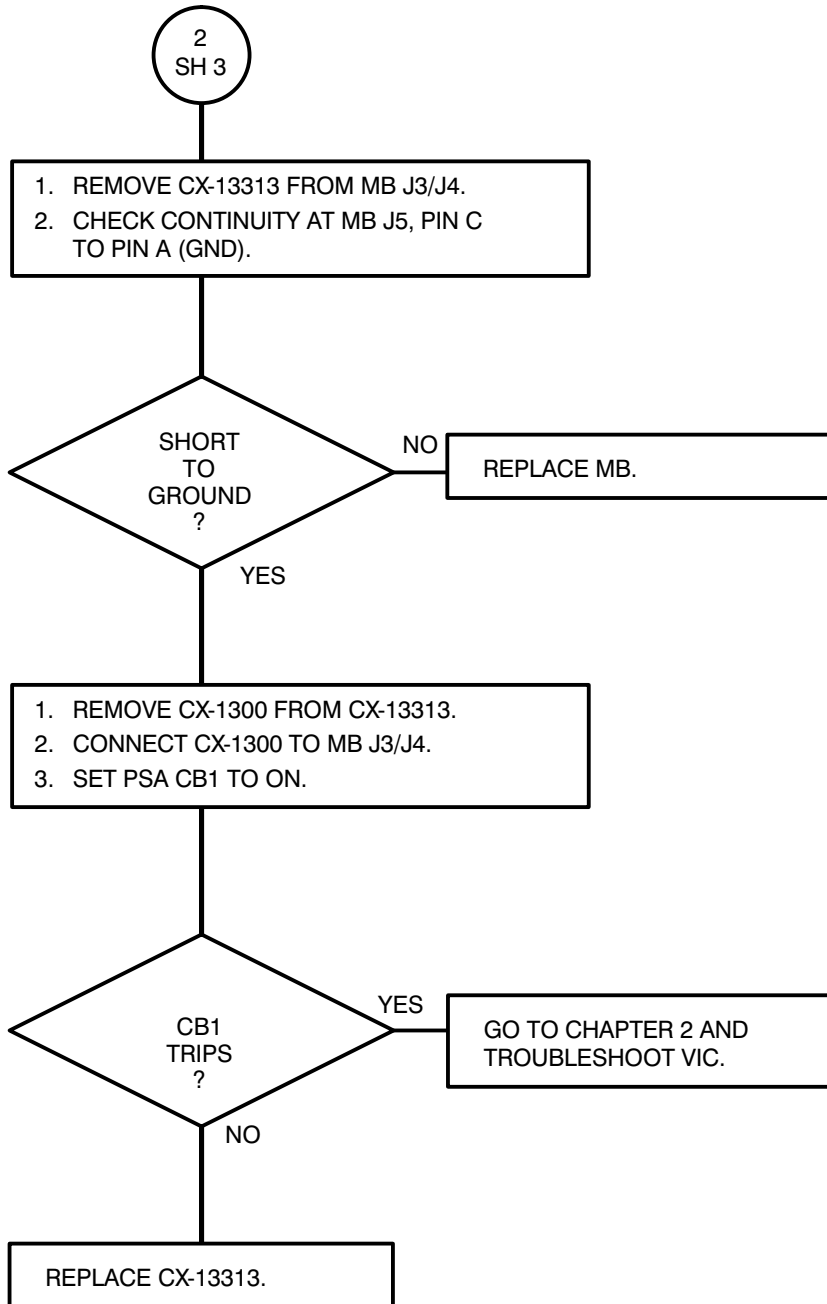 2
SH 3
1. REMOVE CX-13313 FROM MB J3/J4.
2. CHECK CONTINUITY AT MB J5, PIN C
TO PIN A (GND).
SHORT
TO
GROUND
?
NO
REPLACE MB.
YES
1. REMOVE CX-1300 FROM CX-13313.
2. CONNECT CX-1300 TO MB J3/J4.
3. SET PSA CB1 TO ON.
CB1
TRIPS
?
YES
GO TO CHAPTER 2 AND
TROUBLESHOOT VIC.
NO
REPLACE CX-13313.